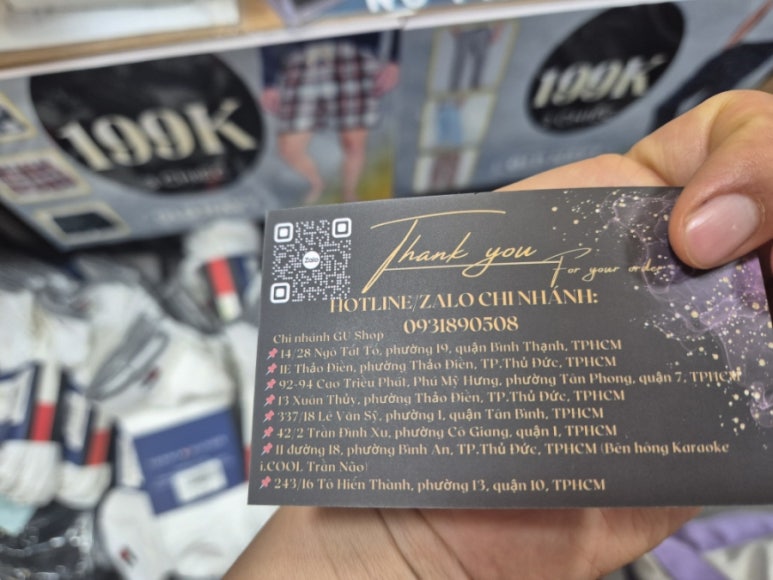 199K
199K
Zalo
Thank you
For your order
HOTLINE/ZALO CHI NHÁNH:
0931890508
Chi nhánh GU Shop
14/28 Ngô Tất Tố, phường 19, quận Bình Thạnh, TPHCM
1E Thảo Điền, phường Thảo Điền, TP.Thủ Đức, TPHCM
92-94 Cao Triều Phát, Phú Mỹ Hưng, phường Tân Phong, quận 7, TPHCM
13 Xuân Thủy, phường Thảo Điền, TP.Thủ Đức, TPHCM
337/18 Lê Văn Sỹ, phường 1, quận Tân Bình, TPHCM
42/2 Trần Đình Xu, phường Cô Giang, quận 1, TPHCM
11 đường 18, phường Bình An, TP.Thủ Đức, TPHCM (Bên hông Karaoke
i.COOL Trần Não)
243/16 Tô Hiến Thành, phường 13, quận 10, TPHCM